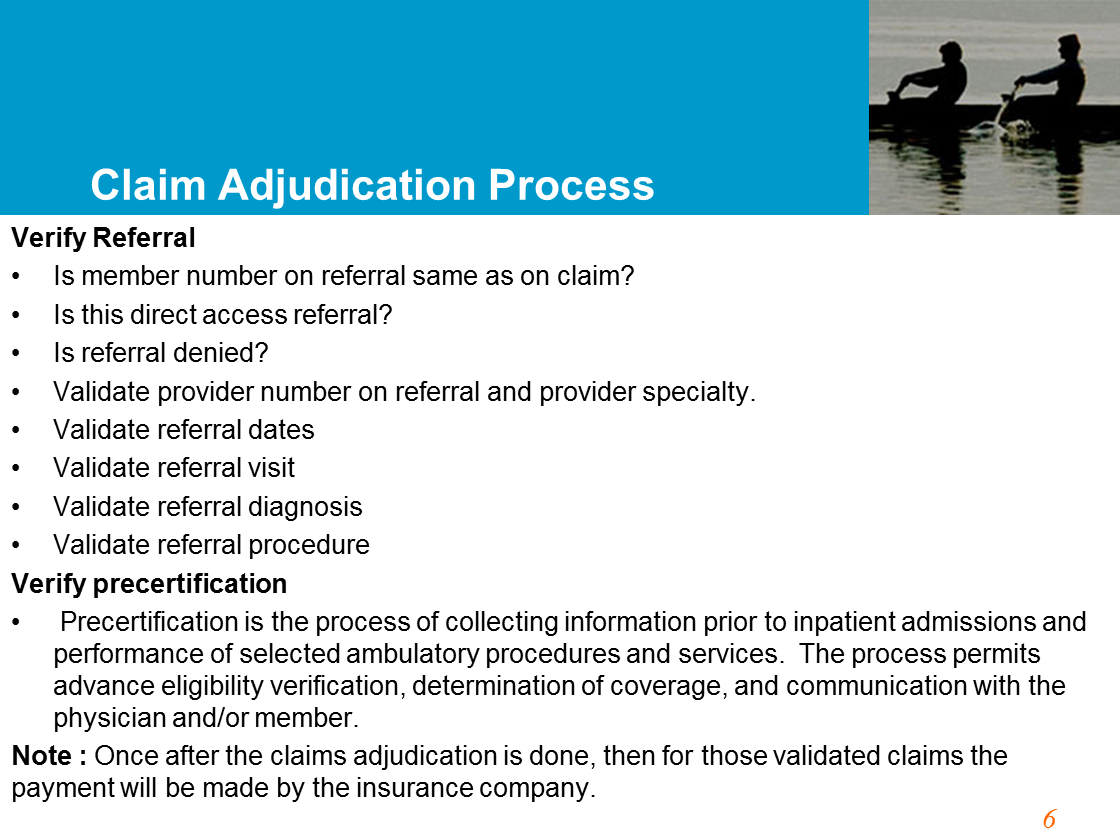 Claim Adjudication Process
Verify Referral
• Is member number on referral same as on claim?
• Is this direct access referral?
• Is referral denied?
• Validate provider number on referral and provider specialty.
• Validate referral dates
• Validate referral visit
• Validate referral diagnosis
• Validate referral procedure
Verify precertification
• Precertification is the process of collecting information prior to inpatient admissions and
performance of selected ambulatory procedures and services.  The process permits
advance eligibility verification, determination of coverage, and communication with the
physician and/or member.
Note : Once after the claims adjudication is done, then for those validated claims the
payment will be made by the insurance company.
6